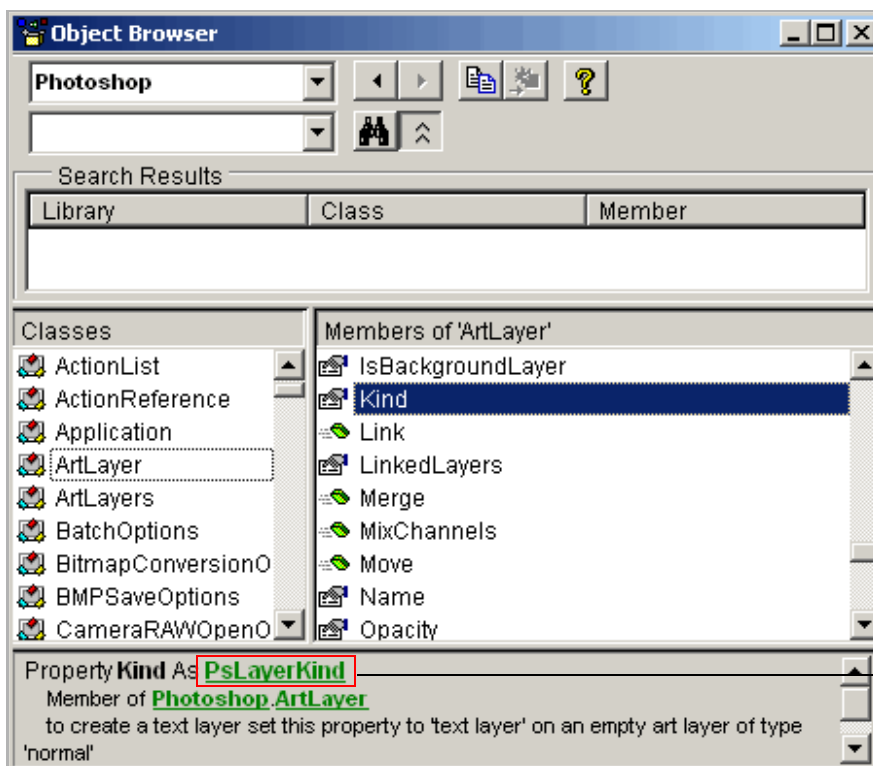 Object Browser
Photoshop
Search Results
Library Class Member
Classes
ActionList
ActionReference
Application
ArtLayer
ArtLayers
BatchOptions
BitmapConversionO
BMPSaveOptions
CameraRAWOpenO
Members of 'ArtLayer'
IsBackgroundLayer
Kind
Link
LinkedLayers
Merge
MixChannels
Move
Name
Opacity
Property Kind As PsLayerKind
Member of Photoshop.ArtLayer
to create a text layer set this property to 'text layer' on an empty art layer of type
'normal'